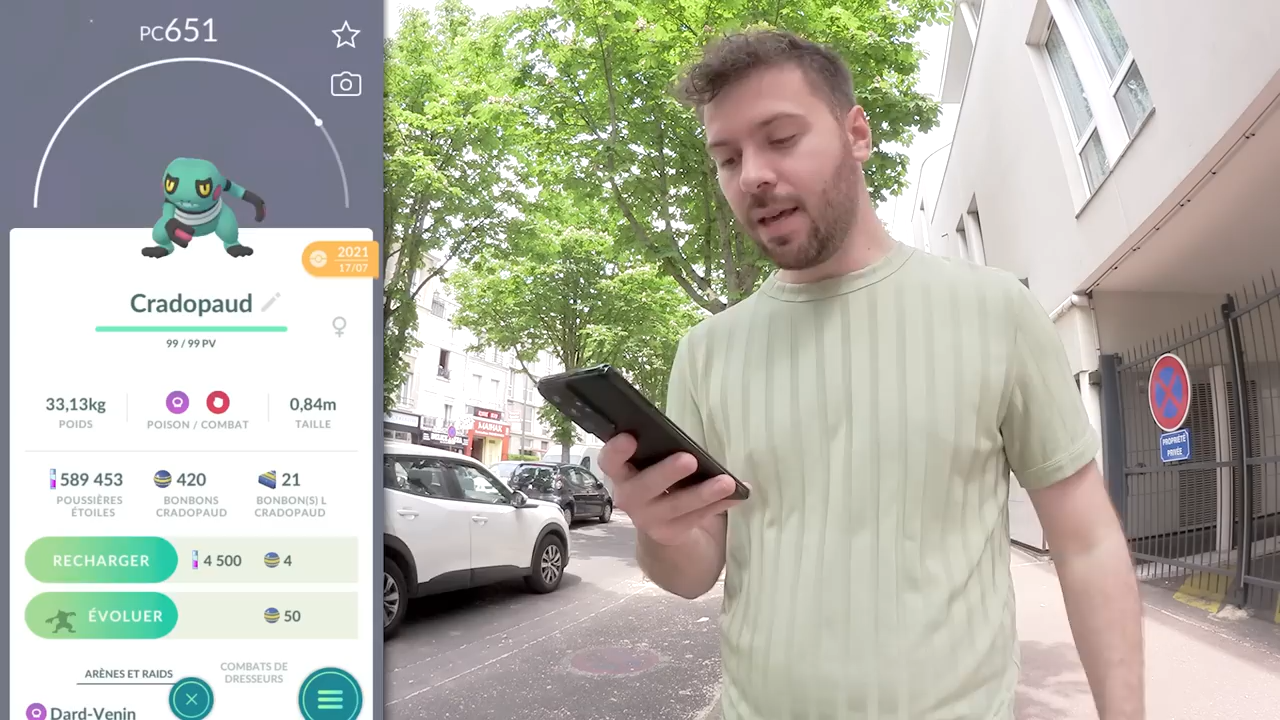 PC651
2021
17/07
Cradopaud
99 / 99 PV
33,13kg
POIDS
POISON / COMBAT
0,84m
TAILLE
589 453
POUSSIÈRES
ÉTOILES
420
BONBONS
CRADOPAUD
21
BONBON(S) L
CRADOPAUD
RECHARGER
4 500
4
ÉVOLUER
50
ARÈNES ET RAIDS
COMBATS DE
DRESSEURS
Dard-Venin
PROPRIÉTÉ
PRIVÉE